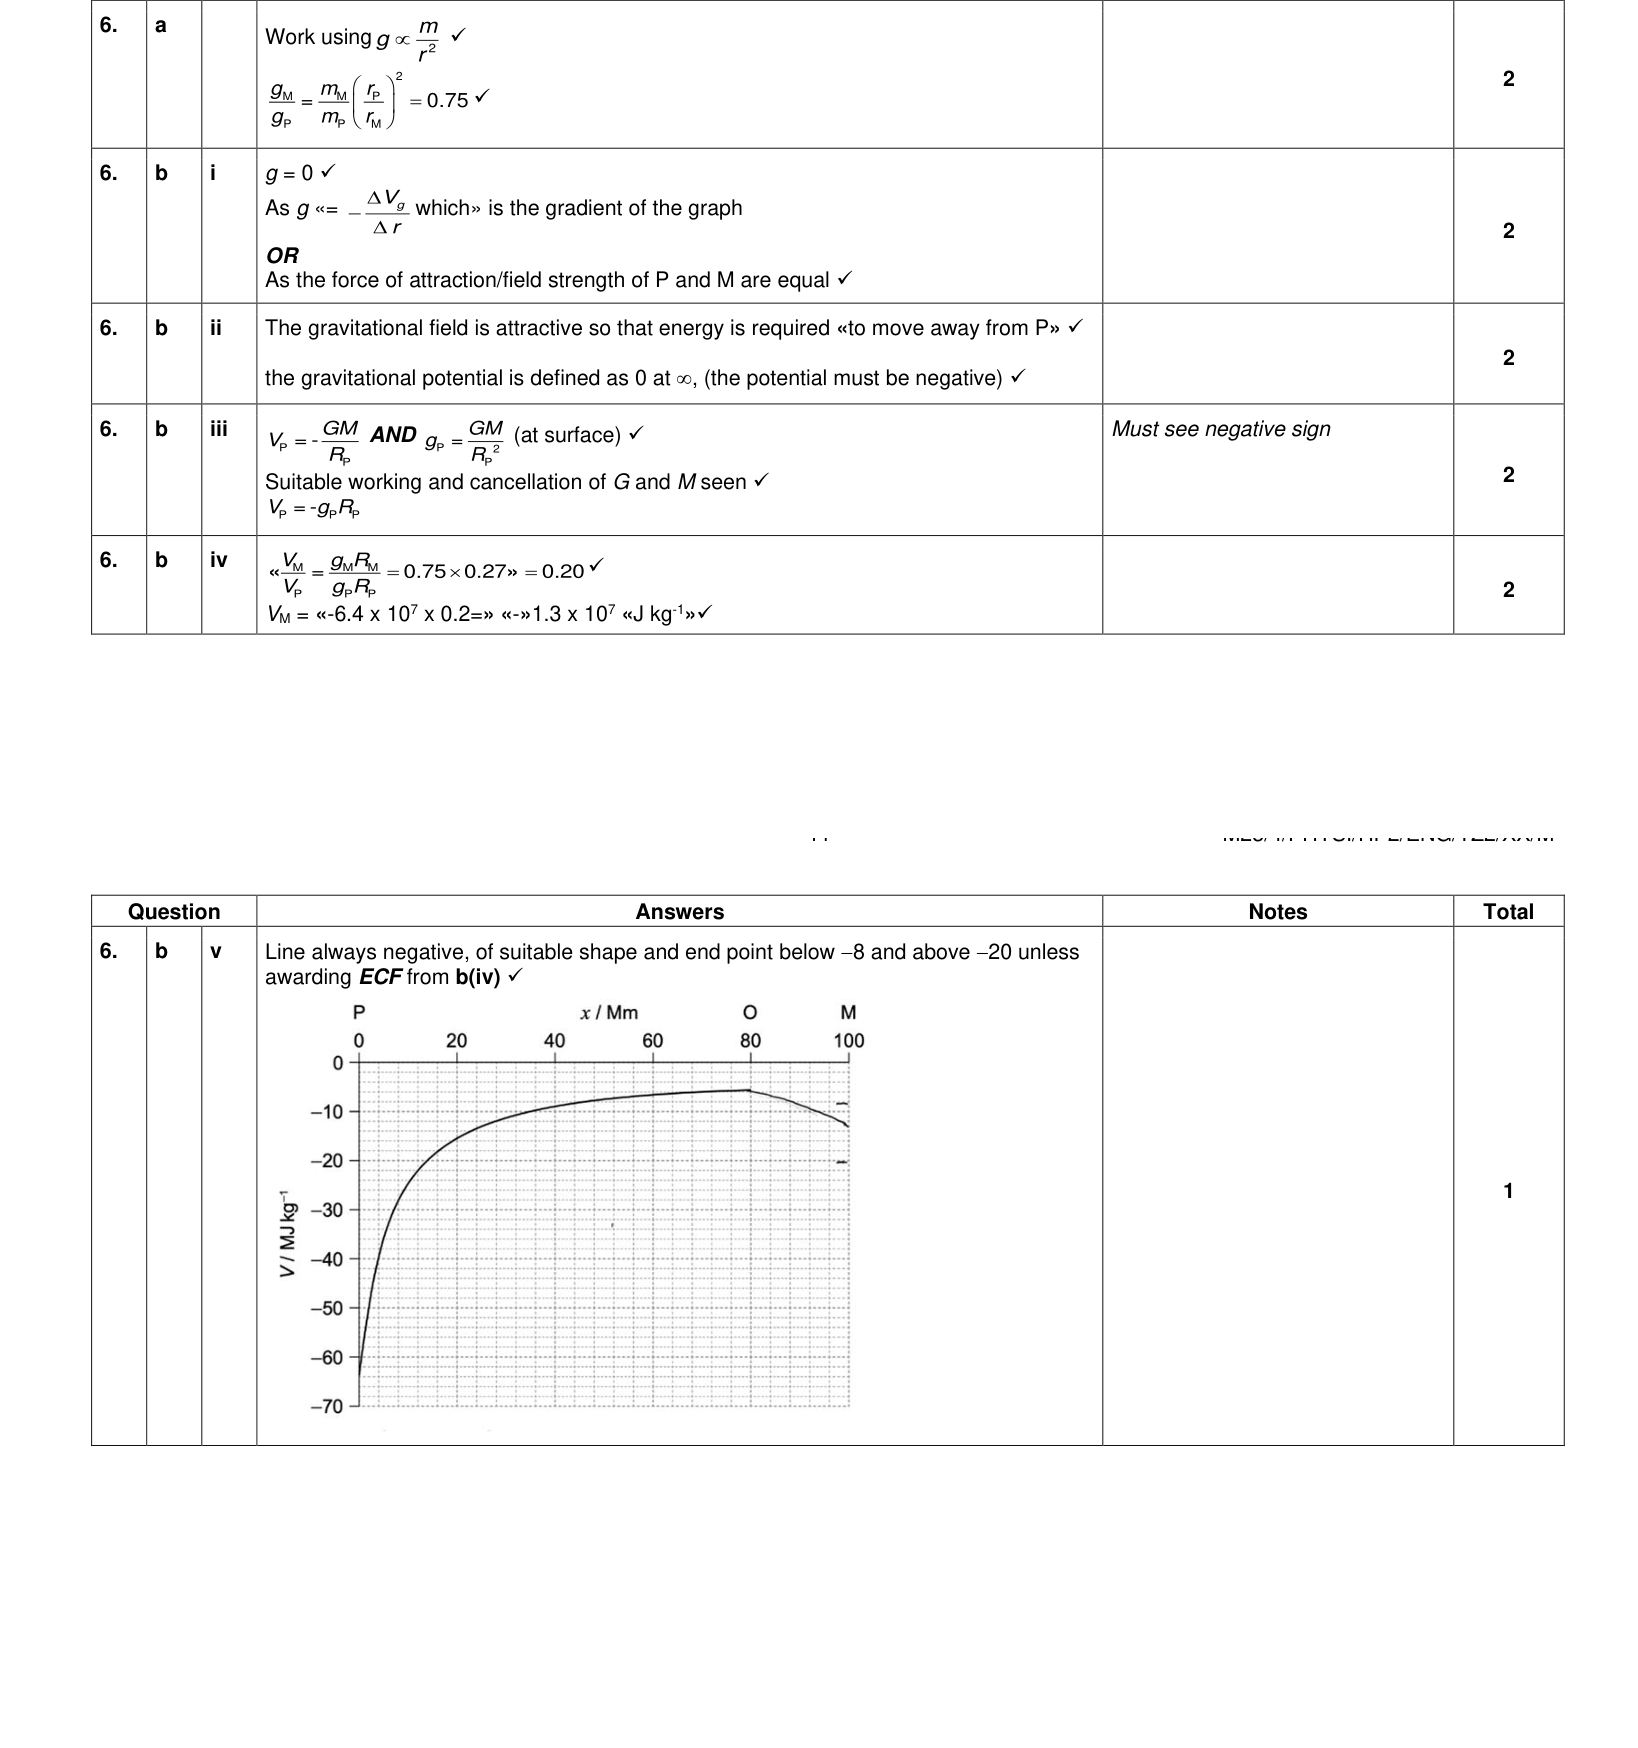 6. a Work using g ∝ m/r² ✓
g_M/g_P = m_M/m_P (r_P/r_M)² = 0.75 ✓
2
6. b i g = 0 ✓
As g «= −ΔV_g/Δr which» is the gradient of the graph
OR
As the force of attraction/field strength of P and M are equal ✓
2
6. b ii The gravitational field is attractive so that energy is required «to move away from P» ✓
the gravitational potential is defined as 0 at ∞, (the potential must be negative) ✓
2
6. b iii V_P = -GM/R_P AND g_P = GM/R_P² (at surface) ✓
Suitable working and cancellation of G and M seen ✓
V_P = -g_PR_P
Must see negative sign
2
6. b iv «V_M/V_P = g_MR_M/g_PR_P = 0.75 × 0.27» = 0.20 ✓
V_M = «-6.4 x 10⁷ x 0.2=» «-»1.3 x 10⁷ «J kg⁻¹»✓
2
Question Answers Notes Total
6. b v Line always negative, of suitable shape and end point below −8 and above −20 unless
awarding ECF from b(iv) ✓
P x / Mm O M
0 20 40 60 80 100
0
−10
−20
−30
−40
−50
−60
−70
V / MJ kg⁻¹
1